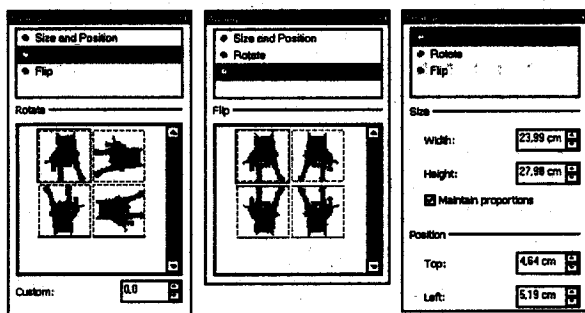 Size and Position
Flip
Rotate
Custom:
0,0
Size and Position
Rotate
Flip
Rotate
Flip
Size
Width:
23,99 cm
Height:
27,98 cm
Maintain proportions
Position
Top:
4,64 cm
Left:
5,19 cm